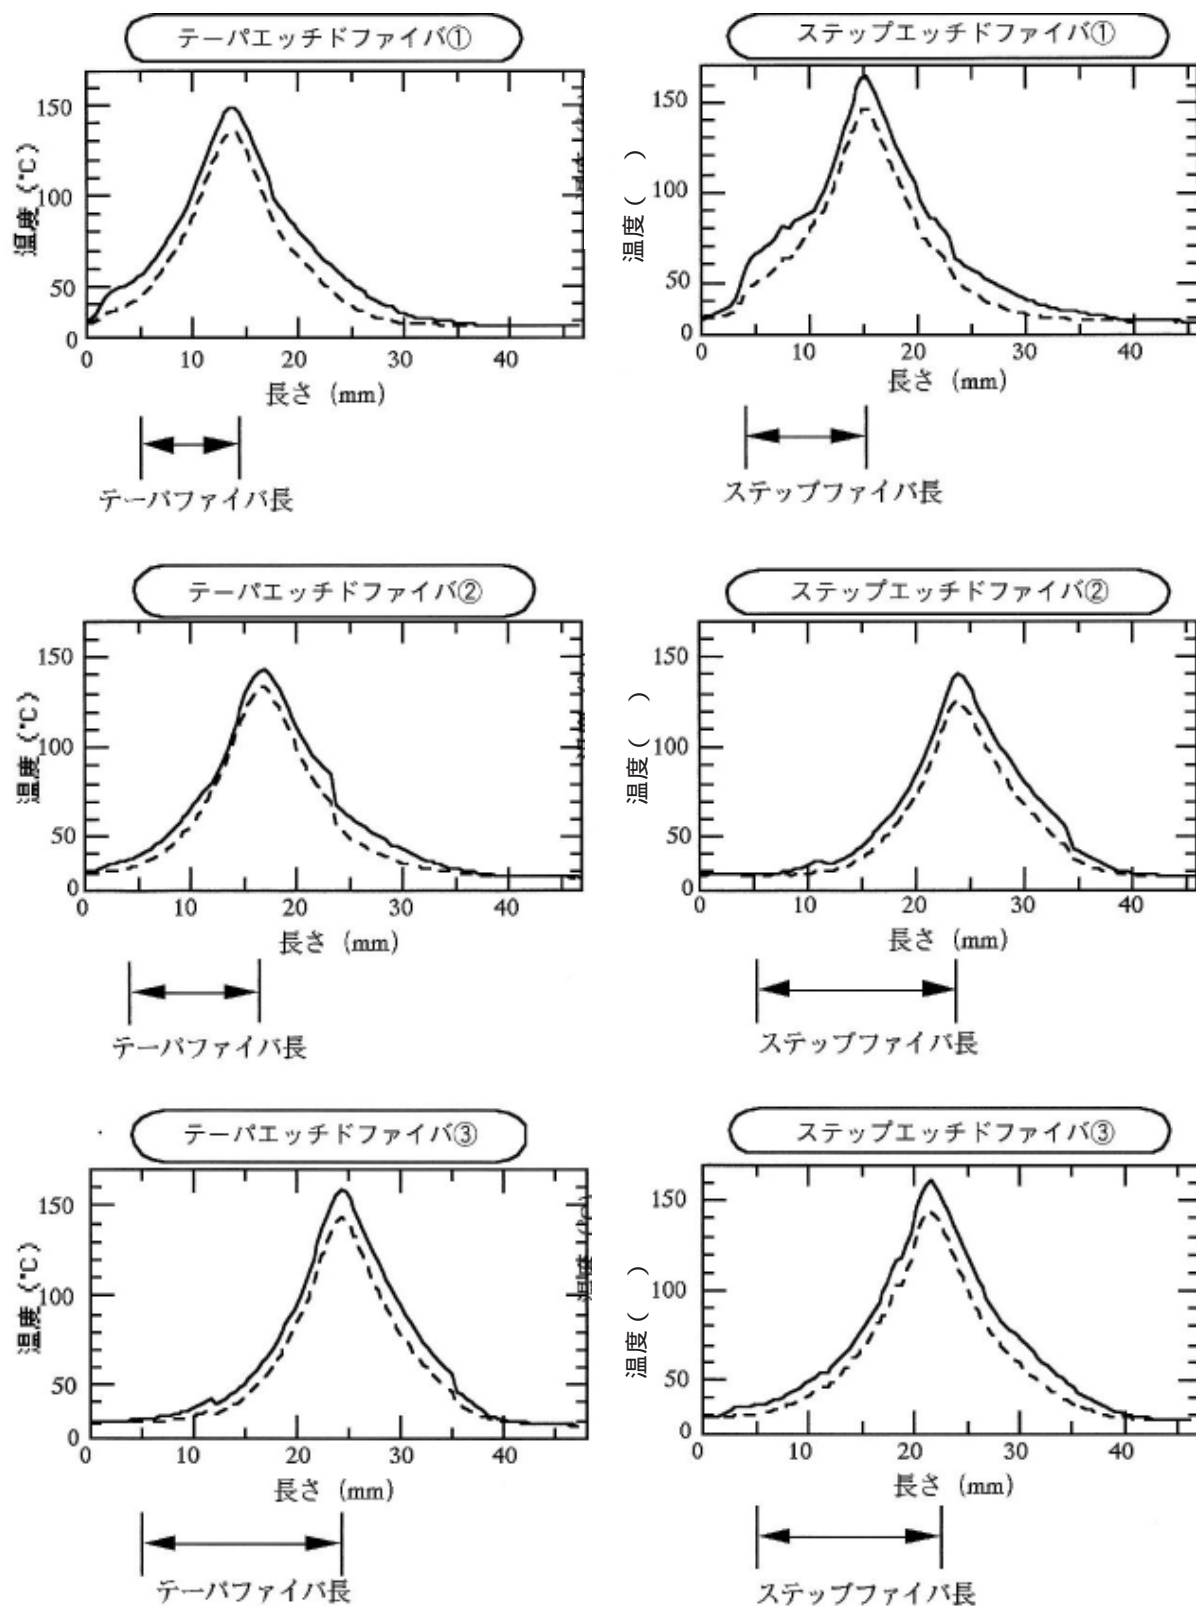 テーパエッチドファイバ①
温度 (°C)
150
100
50
0
0 10 20 30 40
長さ (mm)
テーパファイバ長
ステップエッチドファイバ①
温度 ( )
150
100
50
0
0 10 20 30 40
長さ (mm)
ステップファイバ長
テーパエッチドファイバ②
温度 (°C)
150
100
50
0
0 10 20 30 40
長さ (mm)
テーパファイバ長
ステップエッチドファイバ②
温度 ( )
150
100
50
0
0 10 20 30 40
長さ (mm)
ステップファイバ長
テーパエッチドファイバ③
温度 (°C)
150
100
50
0
0 10 20 30 40
長さ (mm)
テーパファイバ長
ステップエッチドファイバ③
温度 ( )
150
100
50
0
0 10 20 30 40
長さ (mm)
ステップファイバ長